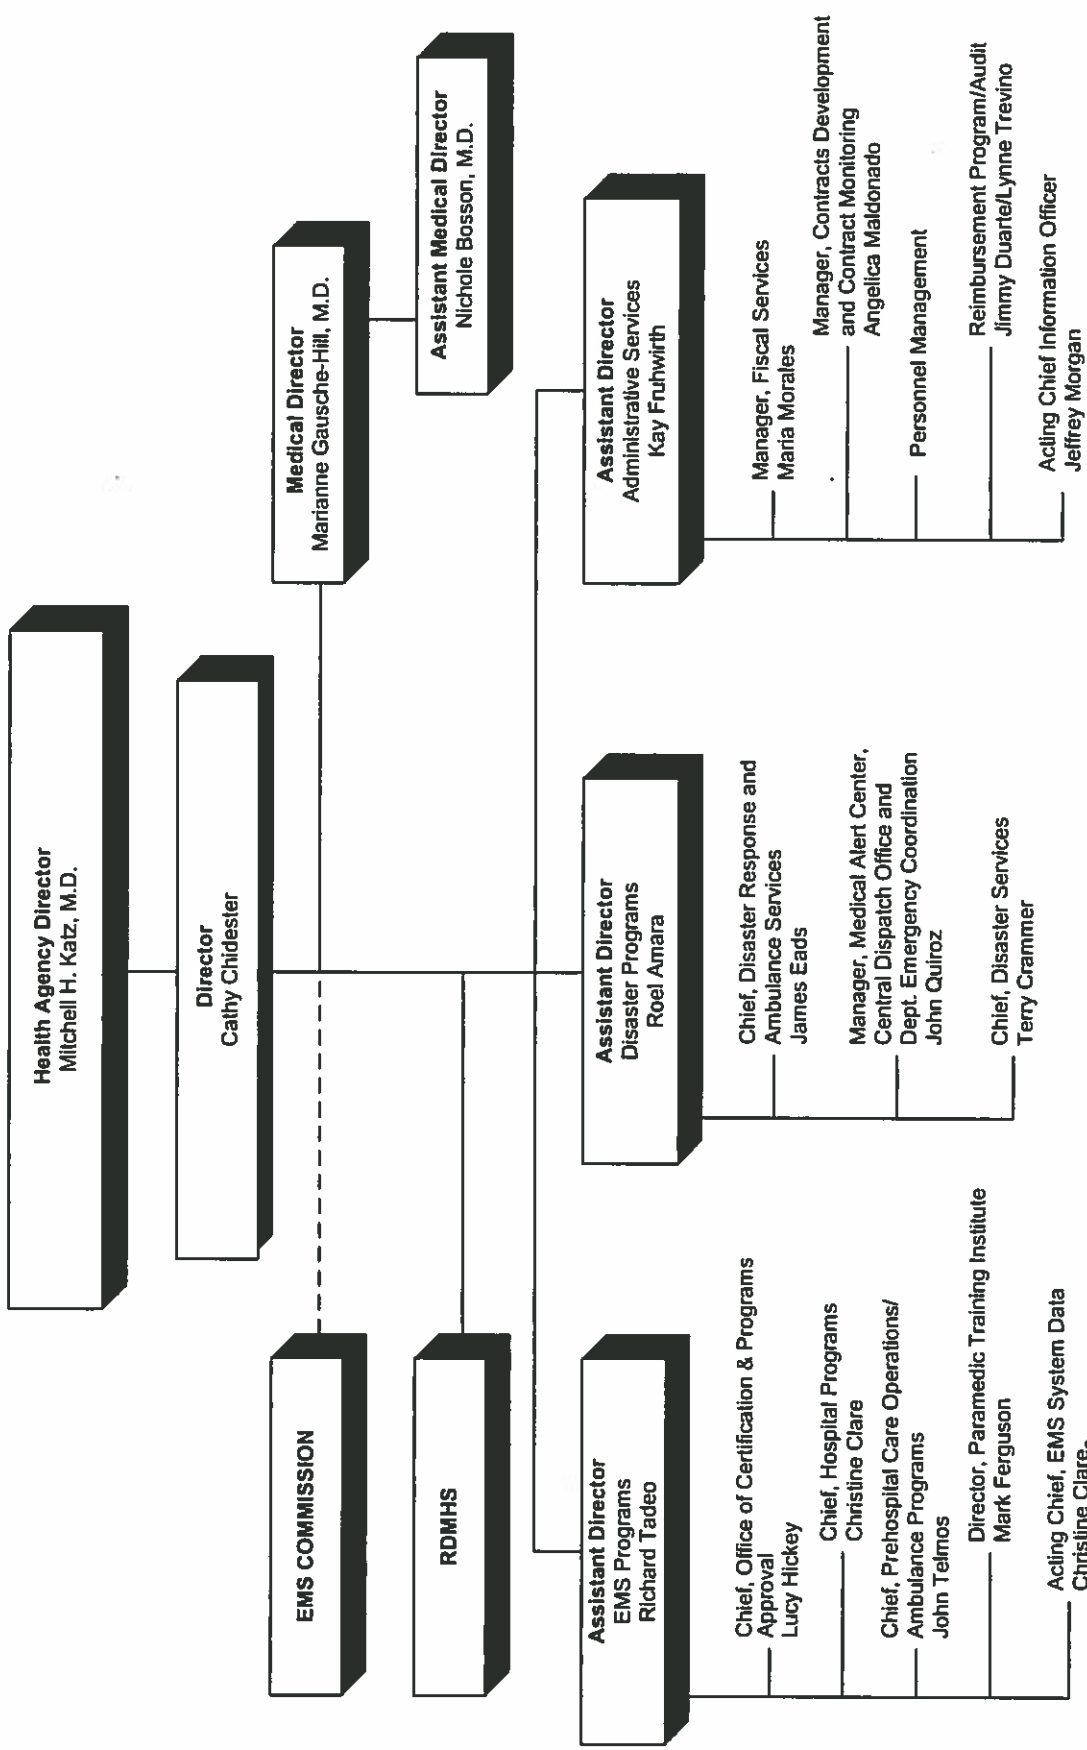 Health Agency Director
Mitchell H. Katz, M.D.
Director
Cathy Chidester
EMS COMMISSION
Medical Director
Marianne Gausche-Hill, M.D.
RDMHS
Assistant Medical Director
Nichole Bosson, M.D.
Assistant Director
EMS Programs
Richard Tadeo
Chief, Office of Certification & Programs
Approval
Lucy Hickey
Chief, Hospital Programs
Christine Clare
Chief, Prehospital Care Operations/
Ambulance Programs
John Telmos
Director, Paramedic Training Institute
Mark Ferguson
Acting Chief, EMS System Data
Christine Clare
Assistant Director
Disaster Programs
Roel Amara
Chief, Disaster Response and
Ambulance Services
James Eads
Manager, Medical Alert Center,
Central Dispatch Office and
Dept. Emergency Coordination
John Quiroz
Chief, Disaster Services
Terry Crammer
Assistant Director
Administrative Services
Kay Fruhwirth
Manager, Fiscal Services
Maria Morales
Manager, Contracts Development
and Contract Monitoring
Angelica Maldonado
Personnel Management
Reimbursement Program/Audit
Jimmy Duarte/Lynne Trevino
Acting Chief Information Officer
Jeffrey Morgan